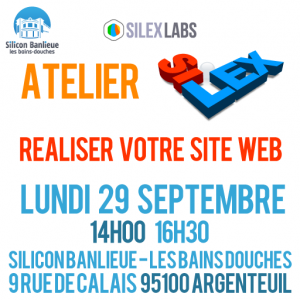 Silicon Banlieue
les bains-douches
SILEX LABS
ATELIER
SILEX
REALISER VOTRE SITE WEB
LUNDI 29 SEPTEMBRE
14H00 16H30
SILICON BANLIEUE - LES BAINS DOUCHES
9 RUE DE CALAIS 95100 ARGENTEUIL